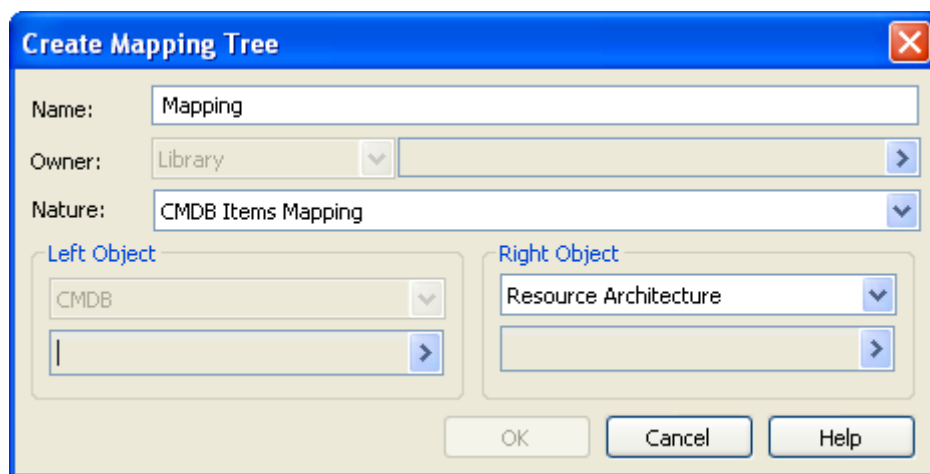 Create Mapping Tree
Name: Mapping
Owner: Library
Nature: CMDB Items Mapping
Left Object Right Object
CMDB Resource Architecture
OK Cancel Help